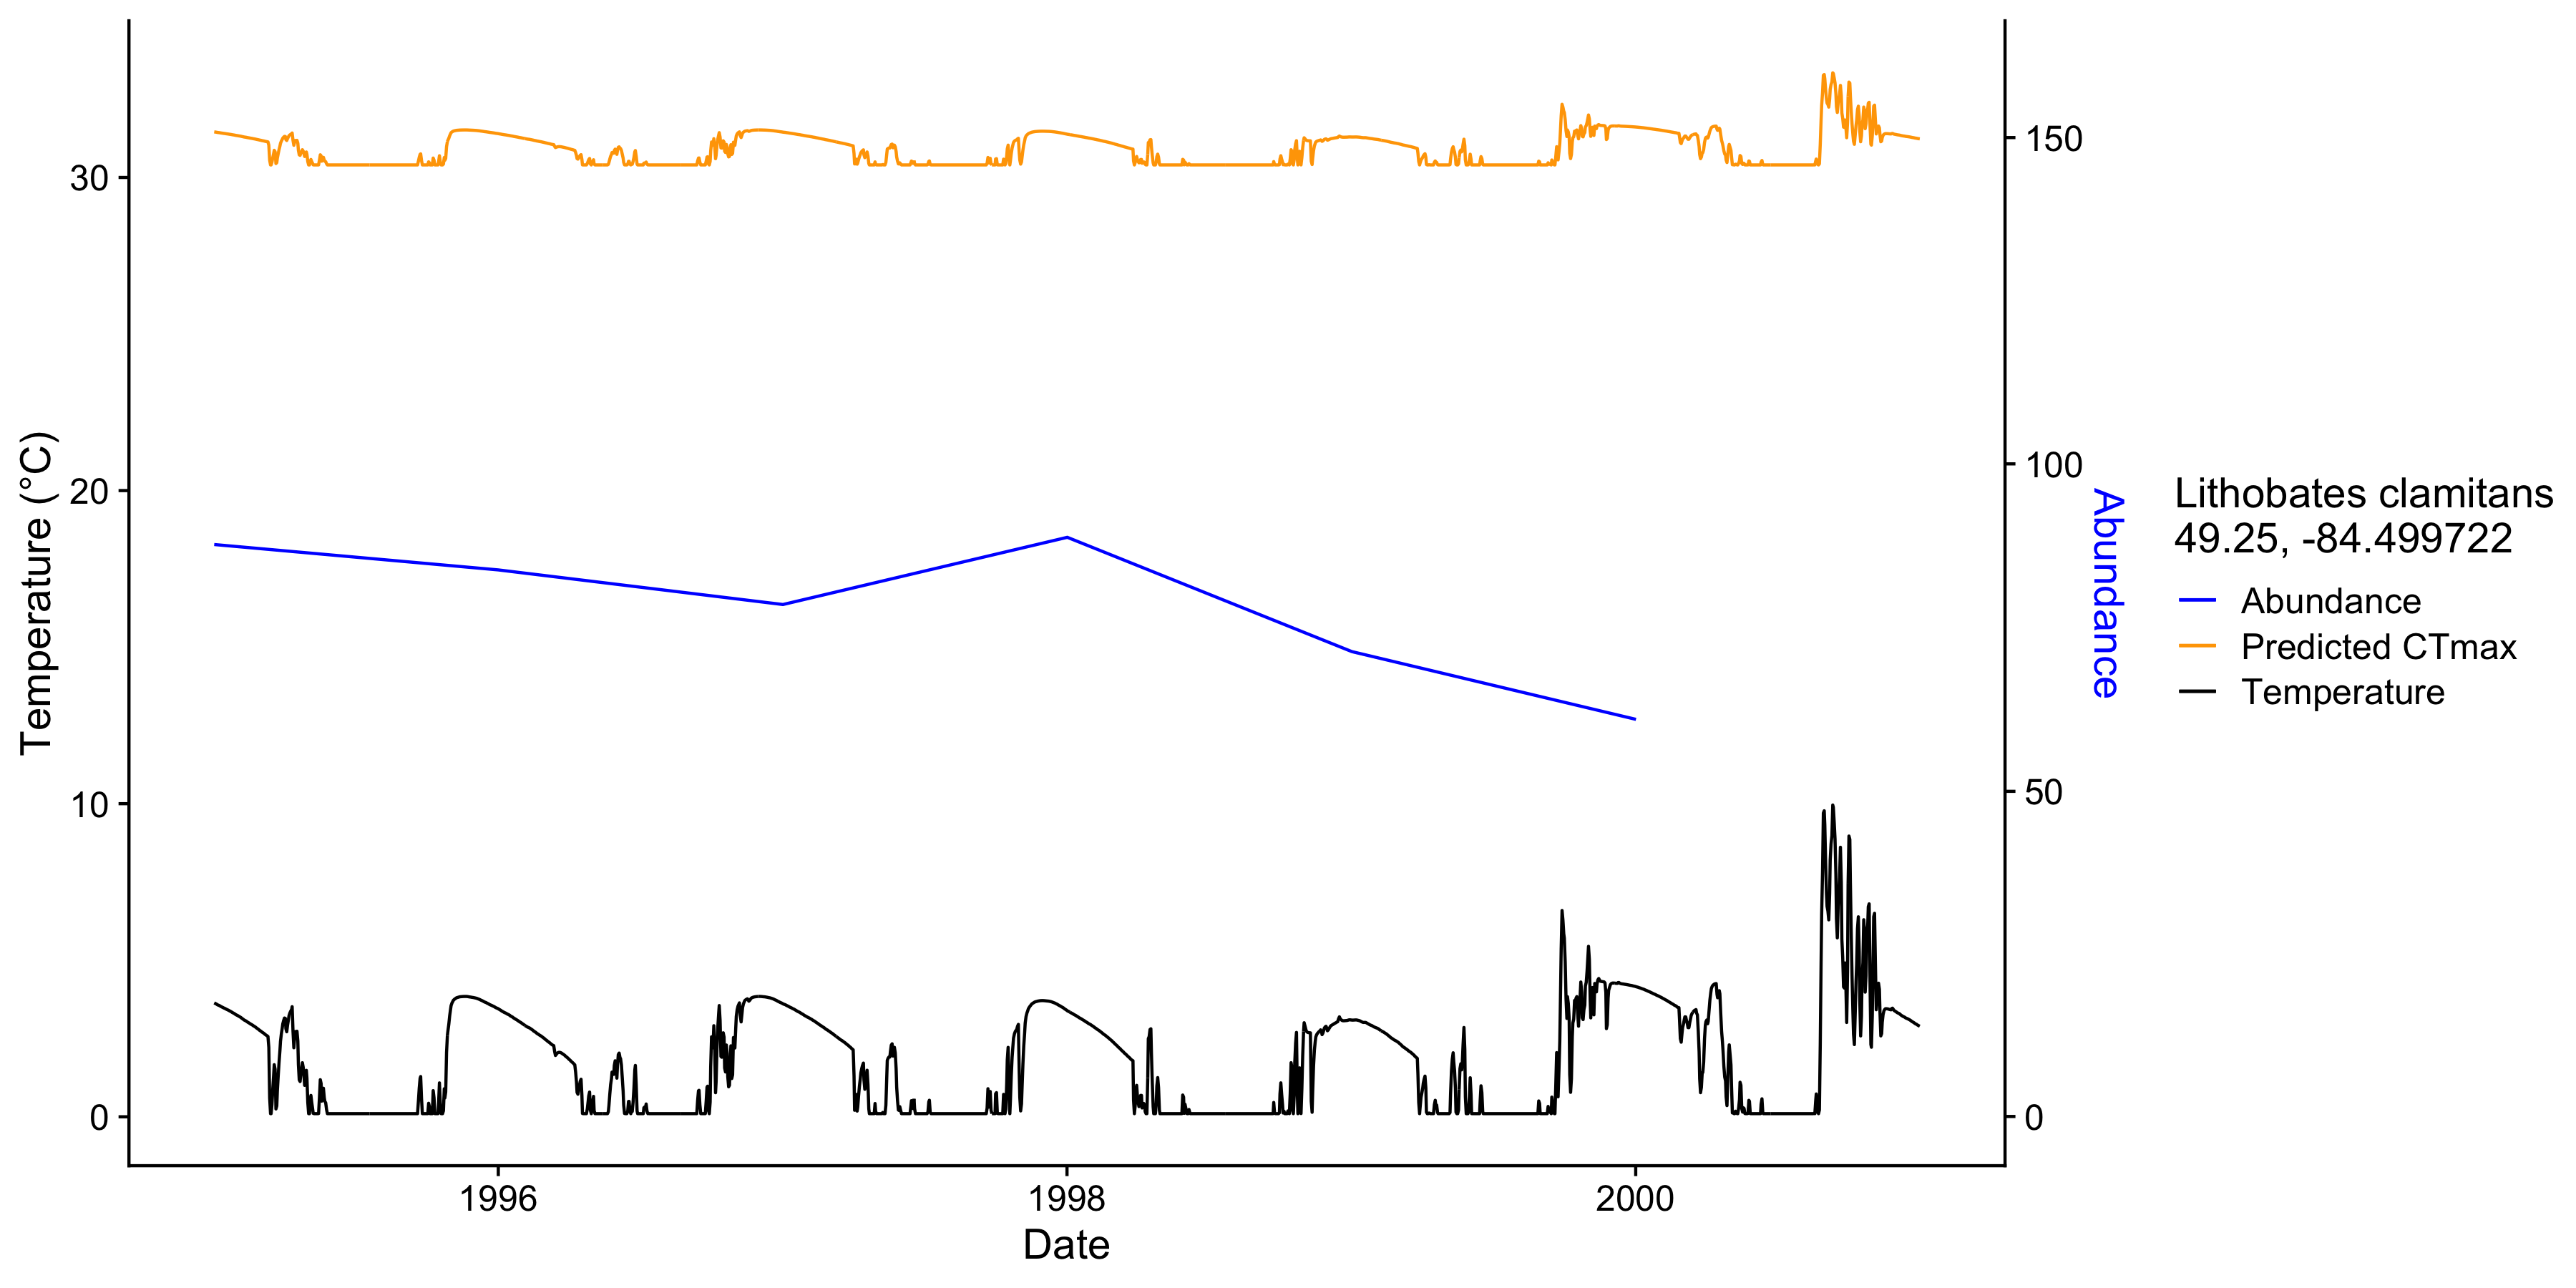 Temperature (°C)
30
20
10
0
1996
1998
2000
Date
150
100
50
0
Abundance
Lithobates clamitans
49.25, -84.499722
Abundance
Predicted CTmax
Temperature